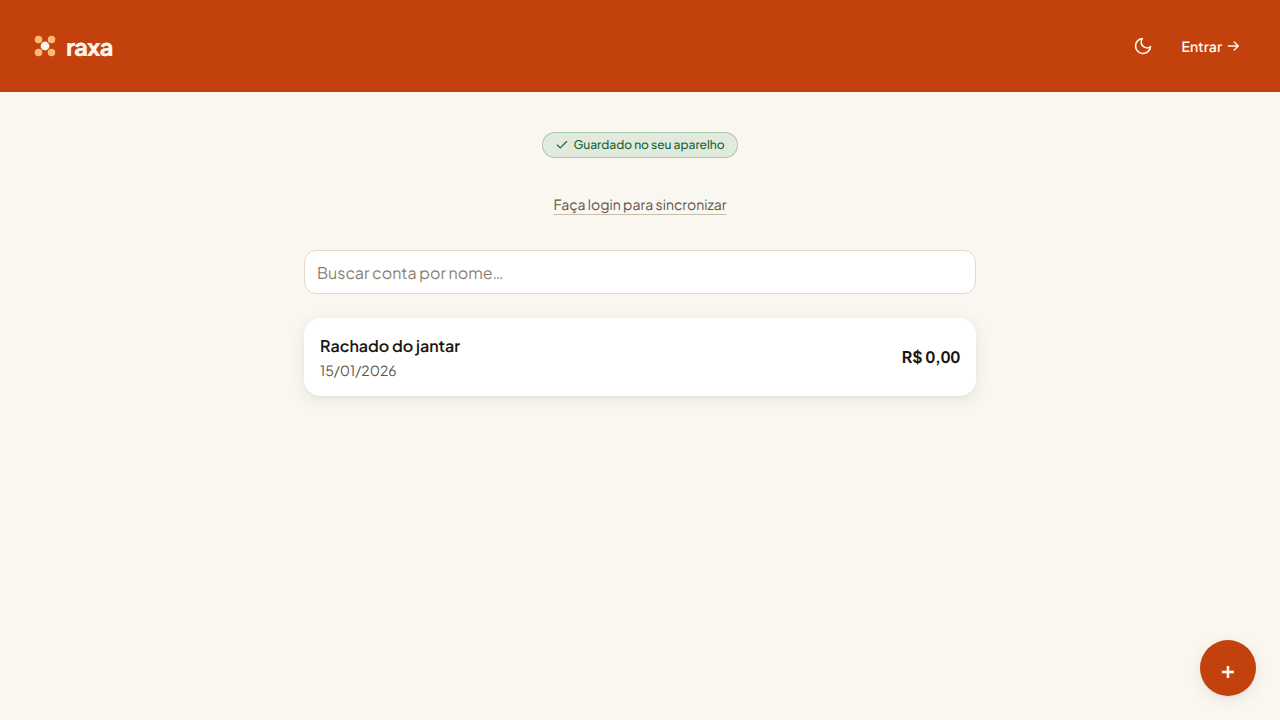 raxa
Entrar →
Guardado no seu aparelho
Faça login para sincronizar
Buscar conta por nome…
Rachado do jantar
15/01/2026
R$ 0,00
+